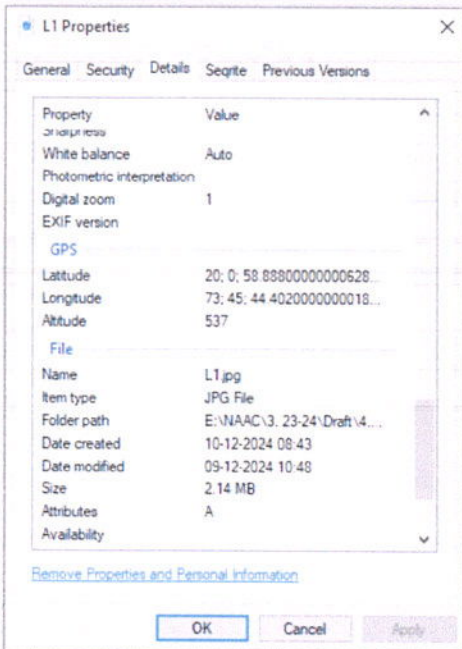 L1 Properties
General Security Details Seqrite Previous Versions
Property Value
Sharpness
White balance Auto
Photometric interpretation
Digital zoom 1
EXIF version
GPS
Latitude 20; 0; 58.88800000000628...
Longitude 73; 45; 44.4020000000018...
Altitude 537
File
Name L1.jpg
Item type JPG File
Folder path E:\NAAC\3. 23-24\Draft\4....
Date created 10-12-2024 08:43
Date modified 09-12-2024 10:48
Size 2.14 MB
Attributes A
Availability
Remove Properties and Personal Information
OK Cancel Apply